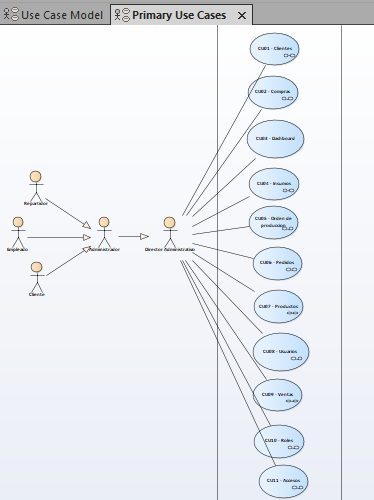 Use Case Model
Primary Use Cases
CU01 - Clientes
CU02 - Compras
CU03 - Dashboard
CU04 - Insumos
CU05 - Orden de
producción
CU06 - Pedidos
CU07 - Productos
CU08 - Usuarios
CU09 - Ventas
CU10 - Roles
CU11 - Accesos
Repartidor
Empleado
Administrador
Director Administrativo
Cliente